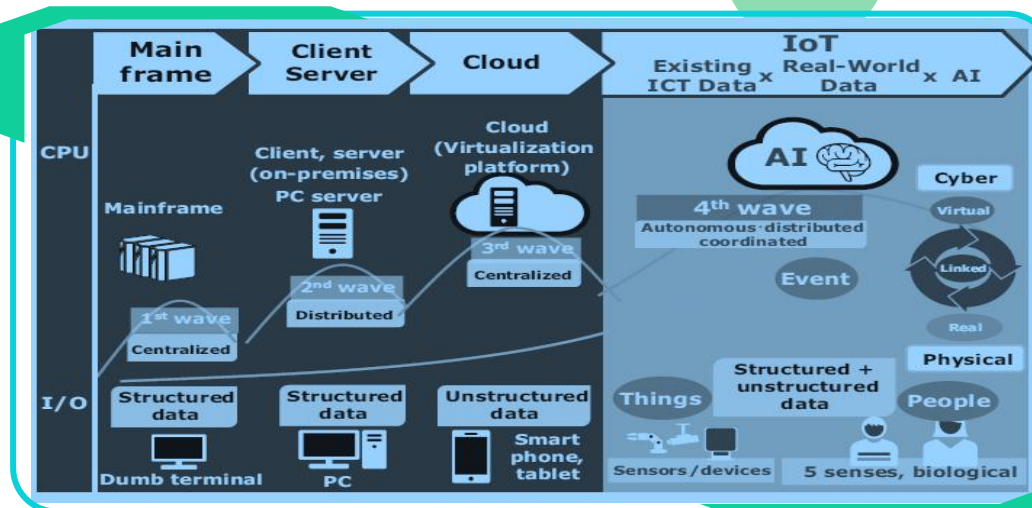 Main
frame
Client
Server
Cloud
IoT
Existing
ICT Data
x
Real-World
Data
x AI
CPU
Mainframe
1st wave
Centralized
Client, server
(on-premises)
PC server
2nd wave
Distributed
Cloud
(Virtualization
platform)
3rd wave
Centralized
AI
4th wave
Autonomous·distributed
coordinated
Event
Cyber
Virtual
Linked
Real
Physical
I/O
Structured
data
Dumb terminal
Structured
data
PC
Unstructured
data
Smart
phone,
tablet
Things
Structured +
unstructured
data
People
Sensors/devices
5 senses, biological